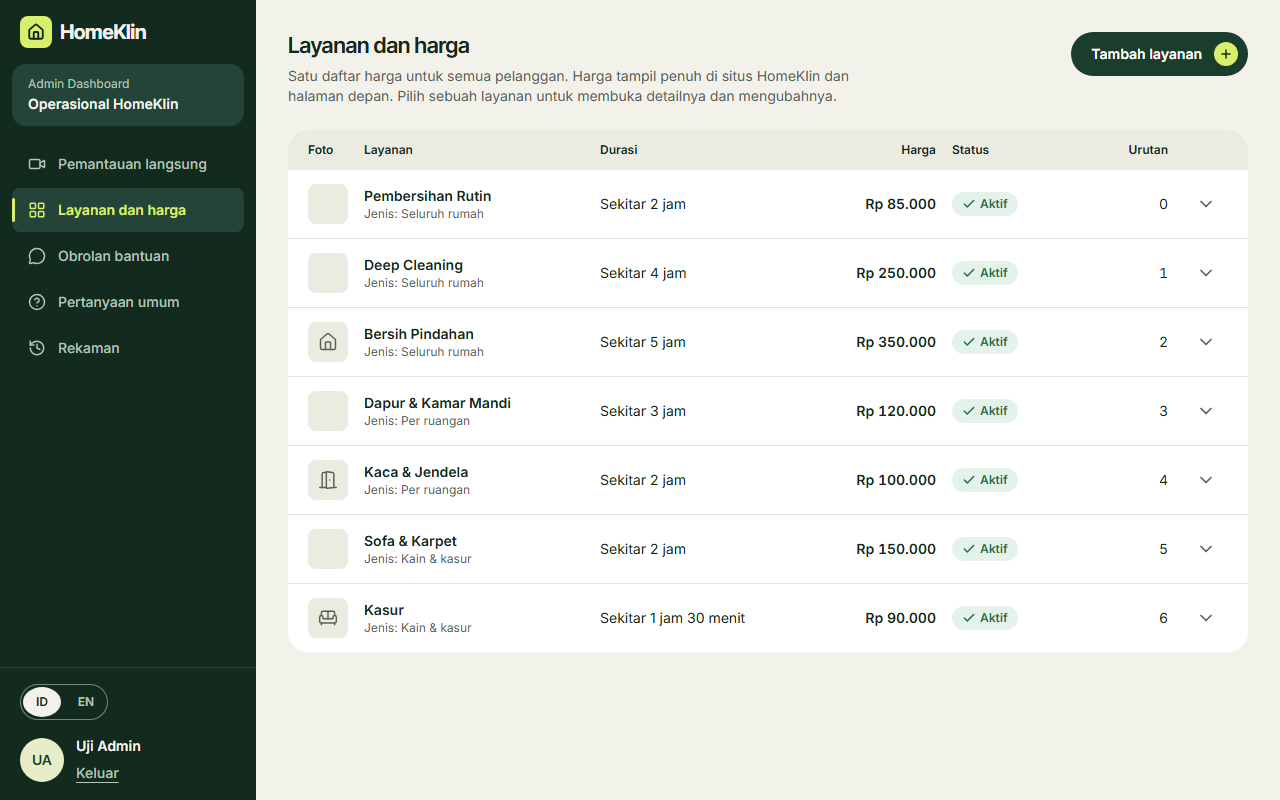 HomeKlin
Admin Dashboard
Operasional HomeKlin
Pemantauan langsung
Layanan dan harga
Obrolan bantuan
Pertanyaan umum
Rekaman
ID EN
UA
Uji Admin
Keluar
Layanan dan harga
Satu daftar harga untuk semua pelanggan. Harga tampil penuh di situs HomeKlin dan
halaman depan. Pilih sebuah layanan untuk membuka detailnya dan mengubahnya.
Tambah layanan
Foto Layanan Durasi Harga Status Urutan
Pembersihan Rutin
Jenis: Seluruh rumah
Sekitar 2 jam Rp 85.000 Aktif 0
Deep Cleaning
Jenis: Seluruh rumah
Sekitar 4 jam Rp 250.000 Aktif 1
Bersih Pindahan
Jenis: Seluruh rumah
Sekitar 5 jam Rp 350.000 Aktif 2
Dapur & Kamar Mandi
Jenis: Per ruangan
Sekitar 3 jam Rp 120.000 Aktif 3
Kaca & Jendela
Jenis: Per ruangan
Sekitar 2 jam Rp 100.000 Aktif 4
Sofa & Karpet
Jenis: Kain & kasur
Sekitar 2 jam Rp 150.000 Aktif 5
Kasur
Jenis: Kain & kasur
Sekitar 1 jam 30 menit Rp 90.000 Aktif 6